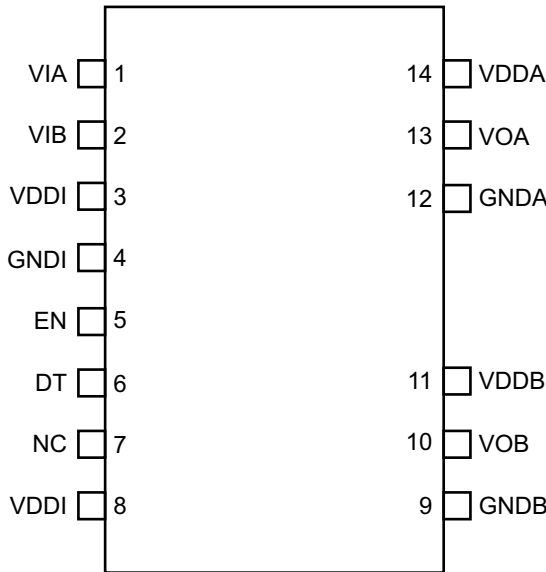 VIA 1 14 VDDA
VIB 2 13 VOA
VDDI 3 12 GNDA
GNDI 4
EN 5
DT 6 11 VDDB
NC 7 10 VOB
VDDI 8 9 GNDB